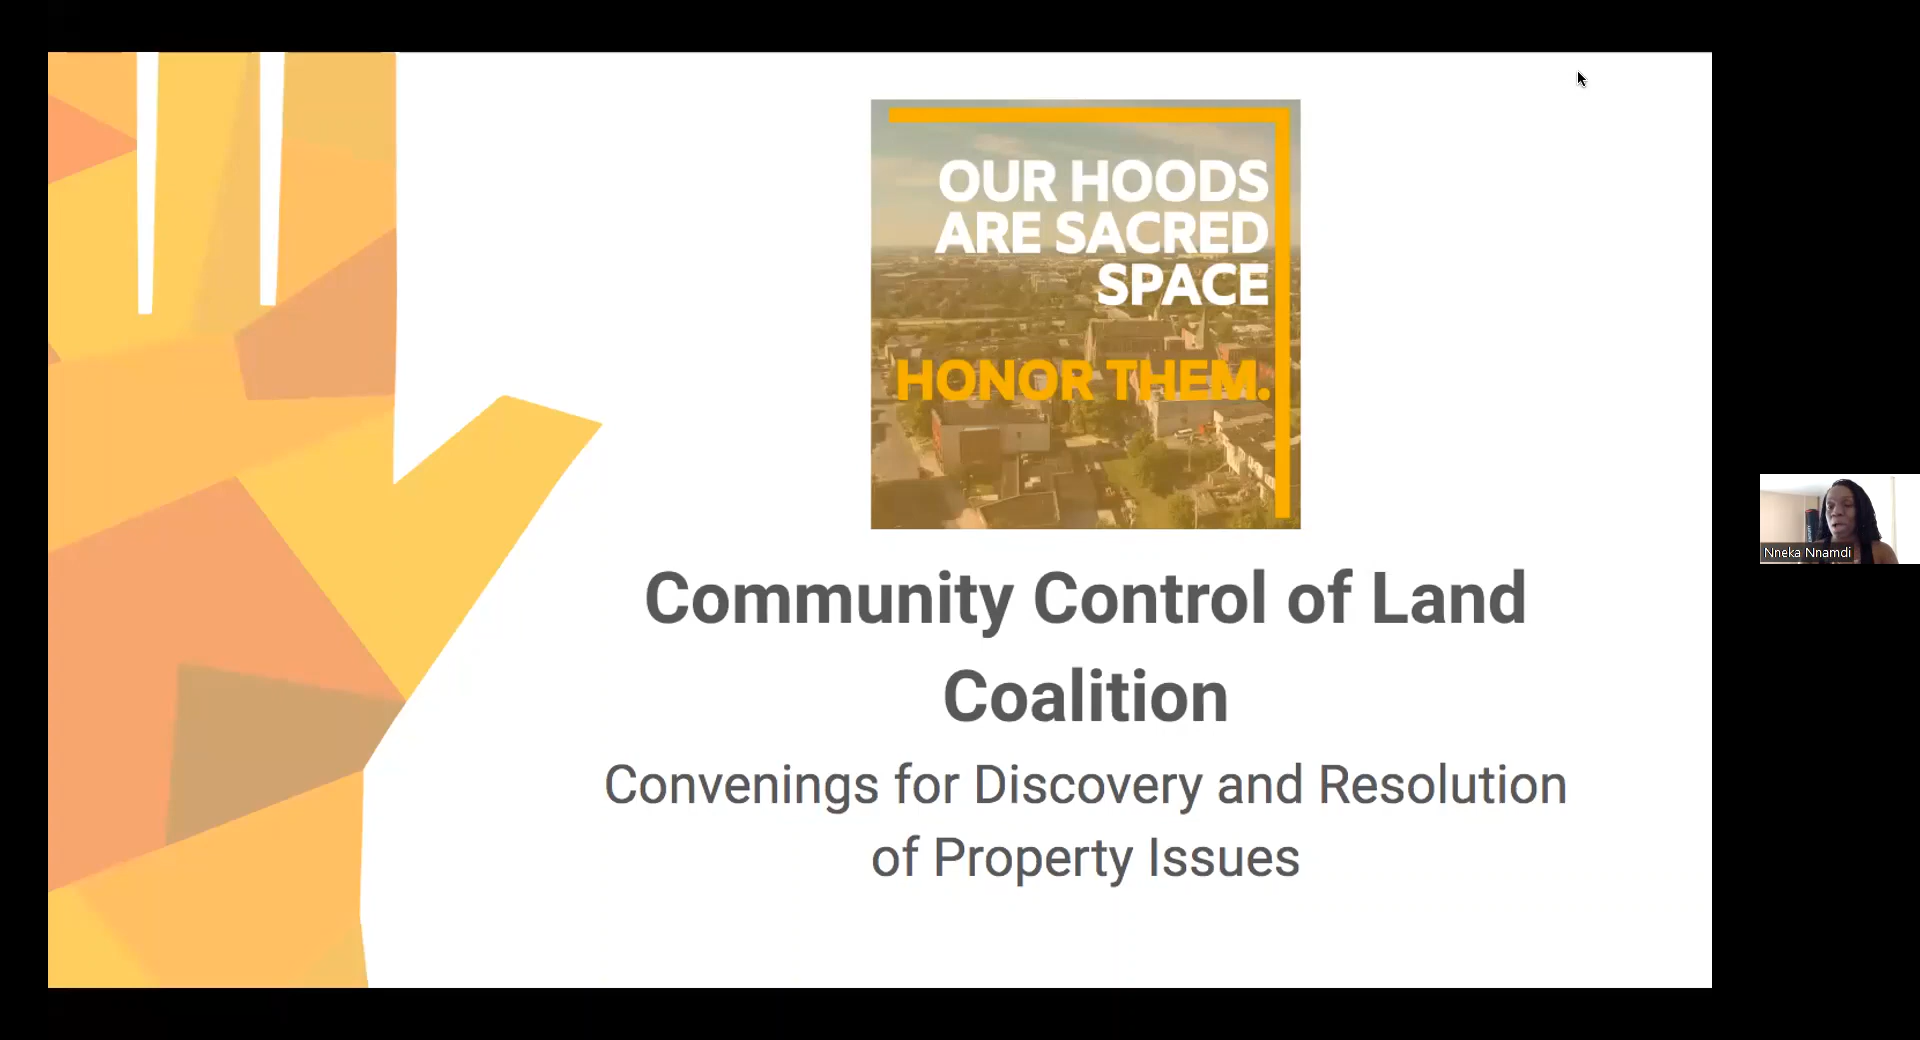 OUR HOODS
ARE SACRED
SPACE
HONOR THEM.
Community Control of Land
Coalition
Convenings for Discovery and Resolution
of Property Issues
Nneka Nnamdi